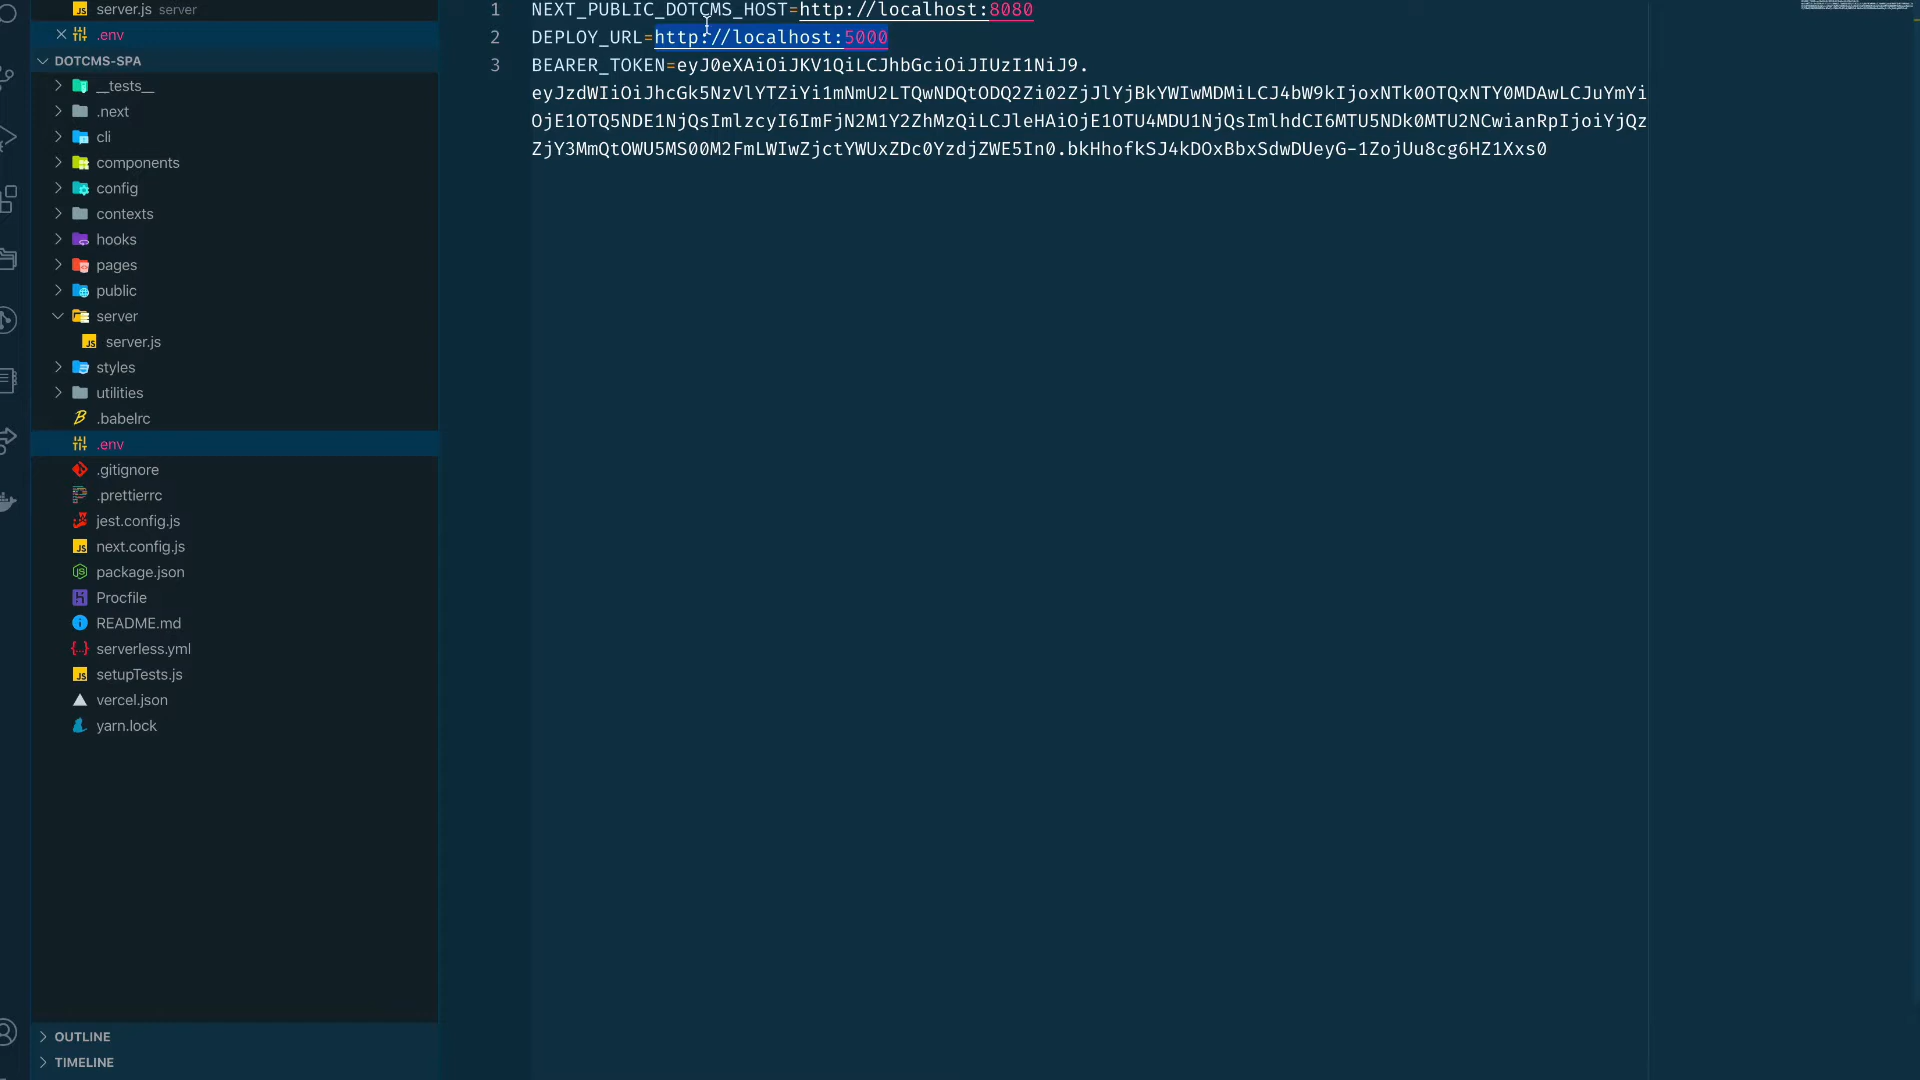 server.js server
.env
DOTCMS-SPA
__tests__
.next
cli
components
config
contexts
hooks
pages
public
server
server.js
styles
utilities
.babelrc
.env
.gitignore
.prettierrc
jest.config.js
next.config.js
package.json
Procfile
README.md
serverless.yml
setupTests.js
vercel.json
yarn.lock
OUTLINE
TIMELINE
1 NEXT_PUBLIC_DOTCMS_HOST=http://localhost:8080
2 DEPLOY_URL=http://localhost:5000
3 BEARER_TOKEN=eyJ0eXAiOiJKV1QiLCJhbGciOiJIUzI1NiJ9.
eyJzdWIiOiJhcGk5NzVlYTZiYi1mNmU2LTQwNDQtODQ2Zi02ZjJlYjBkYWIwMDMiLCJ4bW9kIjoxNTk0OTQxNTY0MDAwLCJuYmYi
OjE1OTQ5NDE1NjQsImlzcyI6ImFjN2M1Y2ZhMzQiLCJleHAiOjE1OTU4MDU1NjQsImlhdCI6MTU5NDk0MTU2NCwianRpIjoiYjQz
ZjY3MmQtOWU5MS00M2FmLWIwZjctYWUxZDc0YzdjZWE5In0.bkHhofkSJ4kDOxBbxSdwDUeyG-1ZojUu8cg6HZ1Xxs0